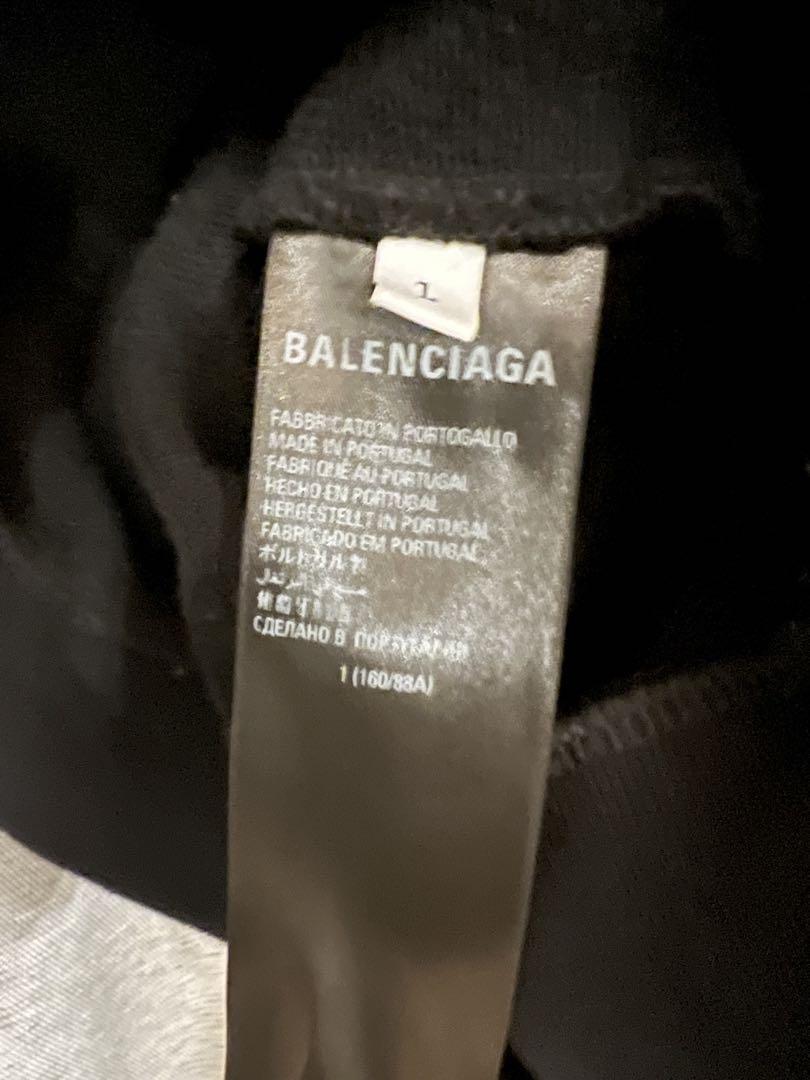 1
BALENCIAGA
FABBRICATO IN PORTOGALLO
MADE IN PORTUGAL
FABRIQUÉ AU PORTUGAL
HECHO EN PORTUGAL
HERGESTELLT IN PORTUGAL
FABRICADO EM PORTUGAL
СДЕЛАНО В ПОРТУГАЛИИ
1 (160/88A)